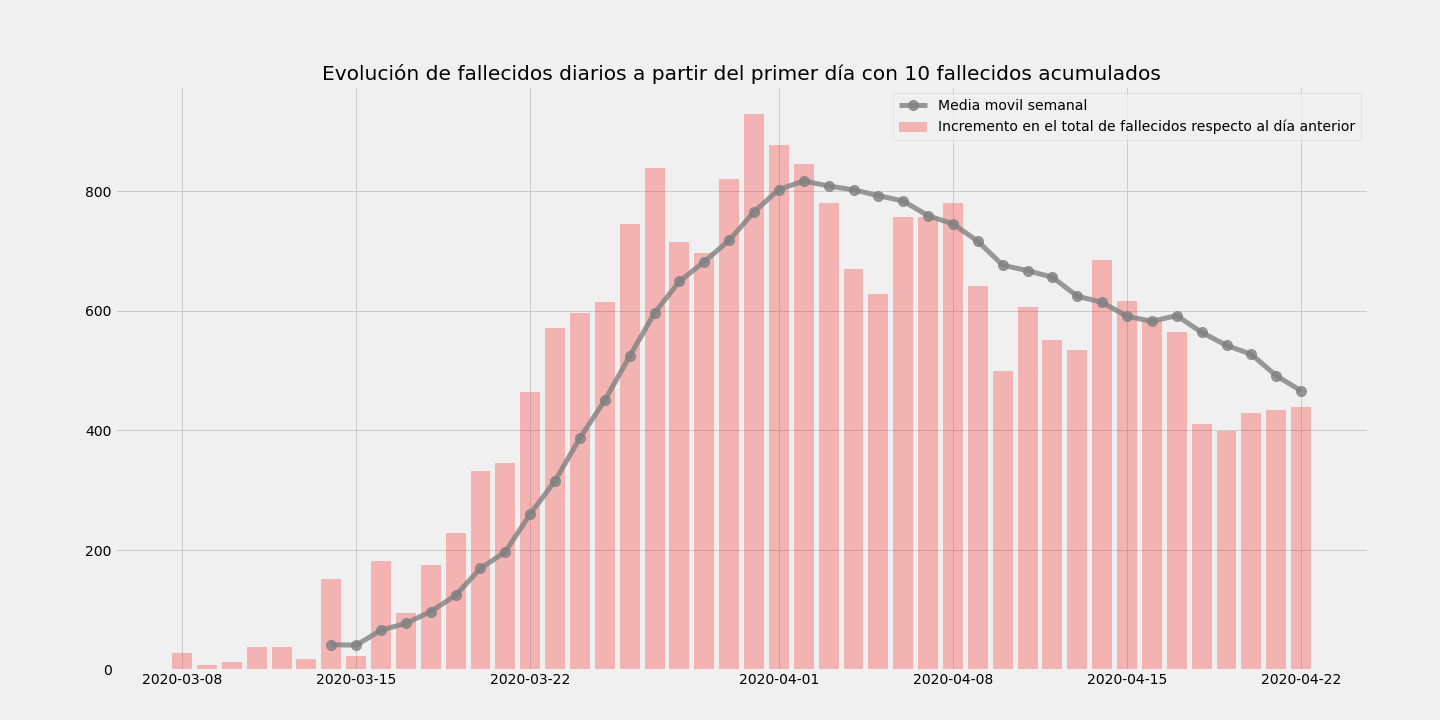 Evolución de fallecidos diarios a partir del primer día con 10 fallecidos acumulados
Media movil semanal
Incremento en el total de fallecidos respecto al día anterior
800
600
400
200
0
2020-03-08 2020-03-15 2020-03-22 2020-04-01 2020-04-08 2020-04-15 2020-04-22